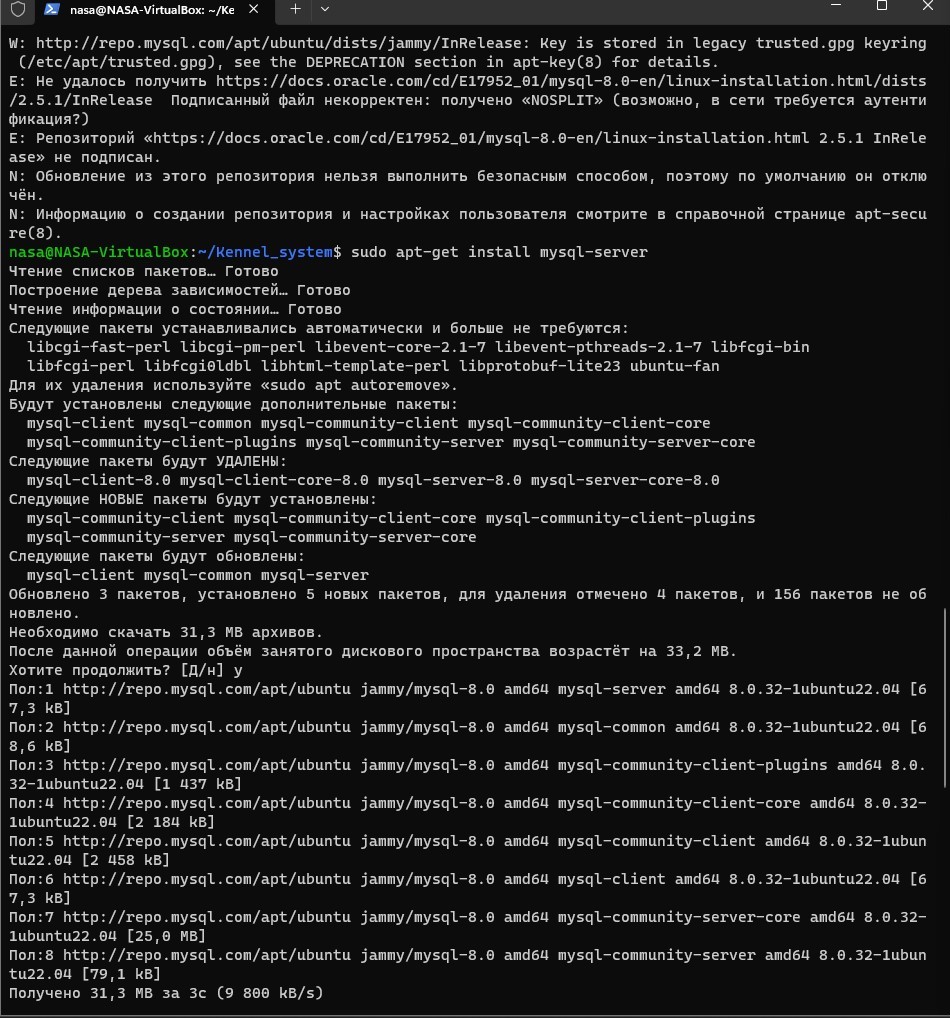 nasa@NASA-VirtualBox: ~/Ke
W: http://repo.mysql.com/apt/ubuntu/dists/jammy/InRelease: Key is stored in legacy trusted.gpg keyring
(/etc/apt/trusted.gpg), see the DEPRECATION section in apt-key(8) for details.
E: Не удалось получить https://docs.oracle.com/cd/E17952_01/mysql-8.0-en/linux-installation.html/dists
/2.5.1/InRelease  Подписанный файл некорректен: получено «NOSPLIT» (возможно, в сети требуется аутенти
фикация?)
E: Репозиторий «https://docs.oracle.com/cd/E17952_01/mysql-8.0-en/linux-installation.html 2.5.1 InRele
ase» не подписан.
N: Обновление из этого репозитория нельзя выполнить безопасным способом, поэтому по умолчанию он отклю
чён.
N: Информацию о создании репозитория и настройках пользователя смотрите в справочной странице apt-secu
re(8).
nasa@NASA-VirtualBox:~/Kennel_system$ sudo apt-get install mysql-server
Чтение списков пакетов… Готово
Построение дерева зависимостей… Готово
Чтение информации о состоянии… Готово
Следующие пакеты устанавливались автоматически и больше не требуются:
libcgi-fast-perl libcgi-pm-perl libevent-core-2.1-7 libevent-pthreads-2.1-7 libfcgi-bin
libfcgi-perl libfcgi0ldbl libhtml-template-perl libprotobuf-lite23 ubuntu-fan
Для их удаления используйте «sudo apt autoremove».
Будут установлены следующие дополнительные пакеты:
mysql-client mysql-common mysql-community-client mysql-community-client-core
mysql-community-client-plugins mysql-community-server mysql-community-server-core
Следующие пакеты будут УДАЛЕНЫ:
mysql-client-8.0 mysql-client-core-8.0 mysql-server-8.0 mysql-server-core-8.0
Следующие НОВЫЕ пакеты будут установлены:
mysql-community-client mysql-community-client-core mysql-community-client-plugins
mysql-community-server mysql-community-server-core
Следующие пакеты будут обновлены:
mysql-client mysql-common mysql-server
Обновлено 3 пакетов, установлено 5 новых пакетов, для удаления отмечено 4 пакетов, и 156 пакетов не об
новлено.
Необходимо скачать 31,3 MB архивов.
После данной операции объём занятого дискового пространства возрастёт на 33,2 MB.
Хотите продолжить? [Д/н] y
Пол:1 http://repo.mysql.com/apt/ubuntu jammy/mysql-8.0 amd64 mysql-server amd64 8.0.32-1ubuntu22.04 [6
7,3 kB]
Пол:2 http://repo.mysql.com/apt/ubuntu jammy/mysql-8.0 amd64 mysql-common amd64 8.0.32-1ubuntu22.04 [6
8,6 kB]
Пол:3 http://repo.mysql.com/apt/ubuntu jammy/mysql-8.0 amd64 mysql-community-client-plugins amd64 8.0.
32-1ubuntu22.04 [1 437 kB]
Пол:4 http://repo.mysql.com/apt/ubuntu jammy/mysql-8.0 amd64 mysql-community-client-core amd64 8.0.32-
1ubuntu22.04 [2 184 kB]
Пол:5 http://repo.mysql.com/apt/ubuntu jammy/mysql-8.0 amd64 mysql-community-client amd64 8.0.32-1ubun
tu22.04 [2 458 kB]
Пол:6 http://repo.mysql.com/apt/ubuntu jammy/mysql-8.0 amd64 mysql-client amd64 8.0.32-1ubuntu22.04 [6
7,3 kB]
Пол:7 http://repo.mysql.com/apt/ubuntu jammy/mysql-8.0 amd64 mysql-community-server-core amd64 8.0.32-
1ubuntu22.04 [25,0 MB]
Пол:8 http://repo.mysql.com/apt/ubuntu jammy/mysql-8.0 amd64 mysql-community-server amd64 8.0.32-1ubun
tu22.04 [79,1 kB]
Получено 31,3 MB за 3с (9 800 kB/s)